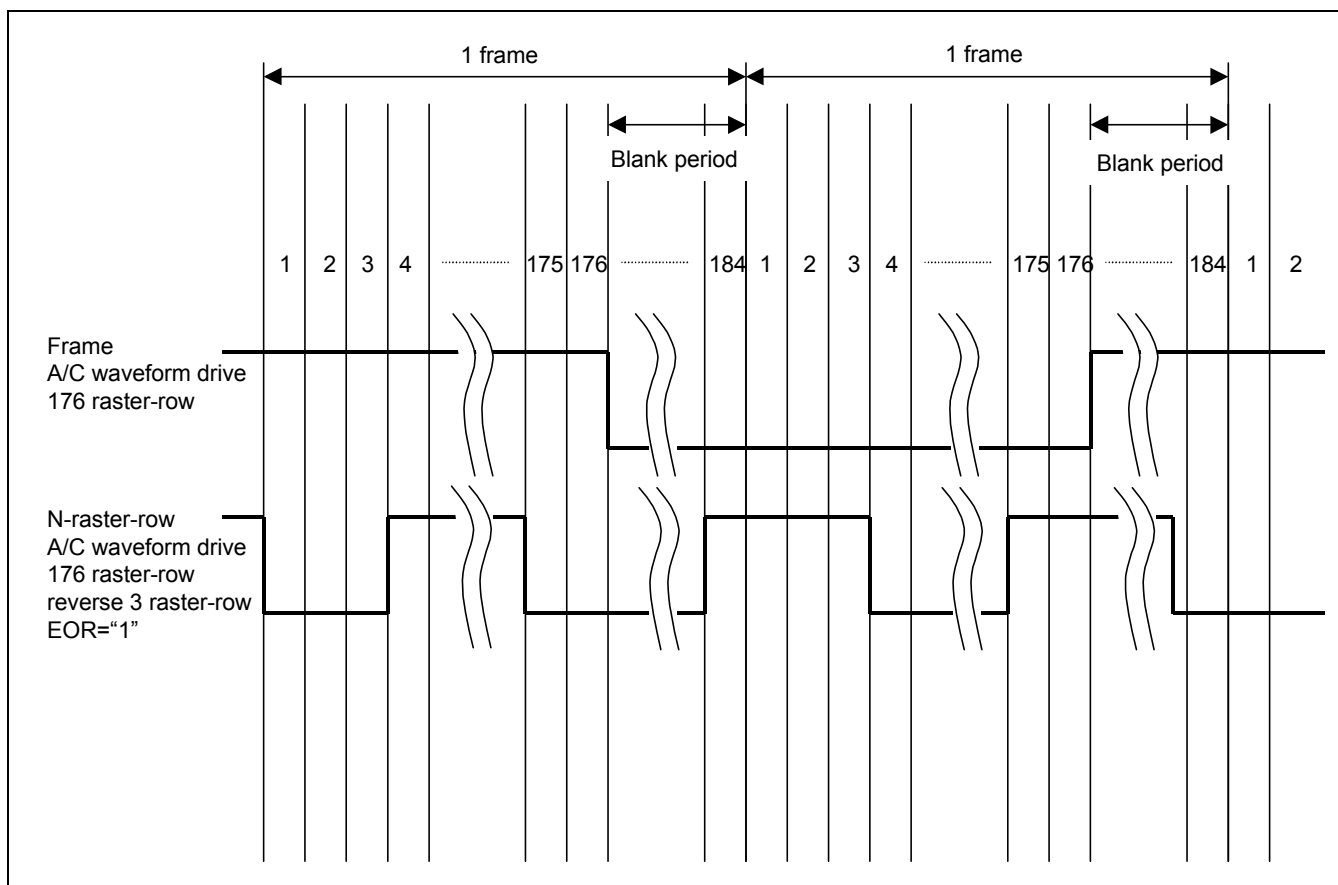 1 frame 1 frame
Blank period Blank period
1 2 3 4 ........... 175 176 ........... 184 1 2 3 4 ........... 175 176 ........... 184 1 2
Frame
A/C waveform drive
176 raster-row
N-raster-row
A/C waveform drive
176 raster-row
reverse 3 raster-row
EOR=“1”